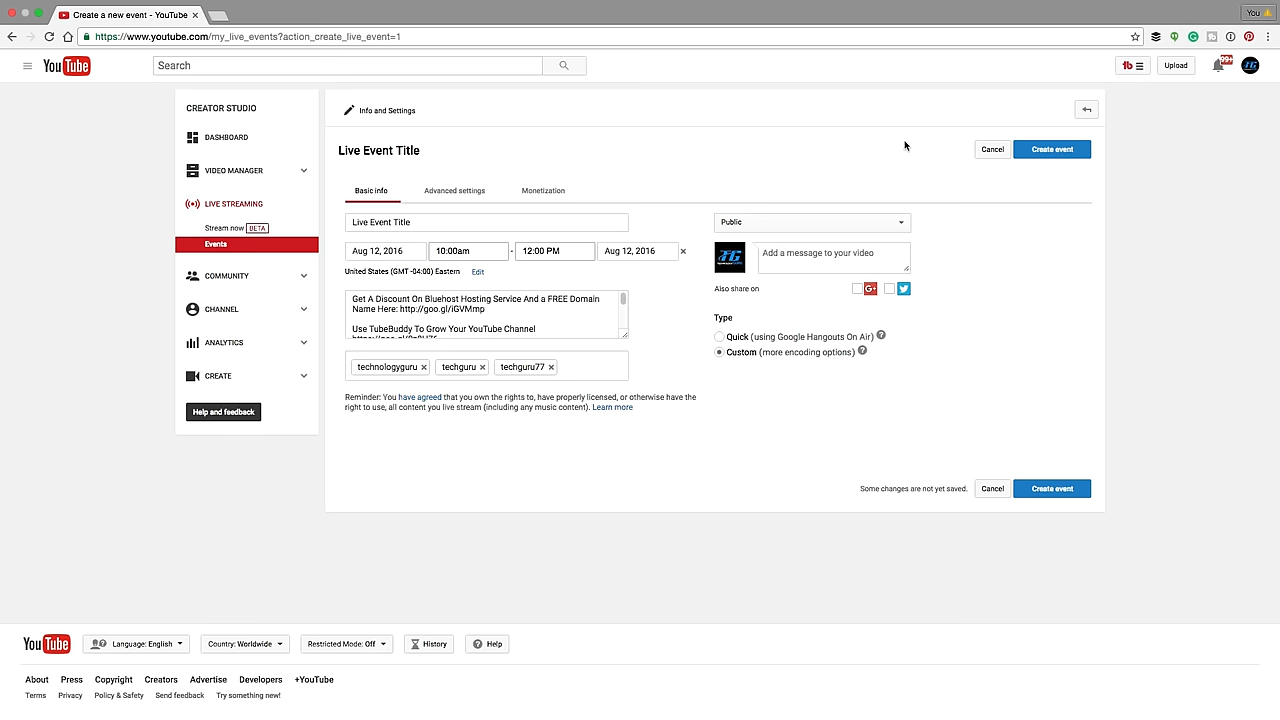 Create a new event - YouTube
You
https://www.youtube.com/my_live_events?action_create_live_event=1
YouTube
Search
Upload
99+
CREATOR STUDIO
DASHBOARD
VIDEO MANAGER
LIVE STREAMING
Stream now BETA
Events
COMMUNITY
CHANNEL
ANALYTICS
CREATE
Help and feedback
Info and Settings
Live Event Title
Cancel
Create event
Basic info
Advanced settings
Monetization
Live Event Title
Aug 12, 2016
10:00am
-
12:00 PM
Aug 12, 2016
United States (GMT -04:00) Eastern
Edit
Get A Discount On Bluehost Hosting Service And a FREE Domain
Name Here: http://goo.gl/iGVMmp
Use TubeBuddy To Grow Your YouTube Channel
technologyguru
techguru
techguru77
Reminder: You have agreed that you own the rights to, have properly licensed, or otherwise have the
right to use, all content you live stream (including any music content). Learn more
Public
Add a message to your video
Also share on
G+
Type
Quick (using Google Hangouts On Air) ?
Custom (more encoding options) ?
Some changes are not yet saved.
Cancel
Create event
YouTube
Language: English
Country: Worldwide
Restricted Mode: Off
History
Help
About
Press
Copyright
Creators
Advertise
Developers
+YouTube
Terms
Privacy
Policy & Safety
Send feedback
Try something new!